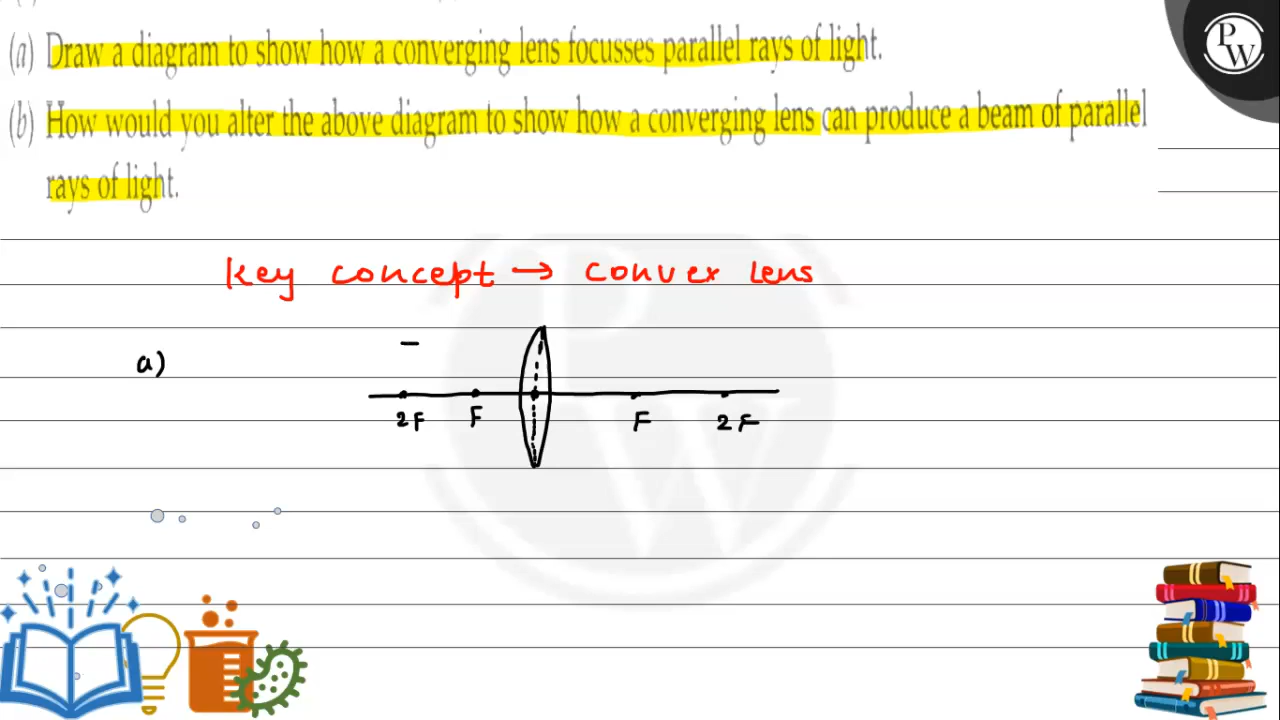 (a) Draw a diagram to show how a converging lens focusses parallel rays of light.
(b) How would you alter the above diagram to show how a converging lens can produce a beam of parallel
rays of light.
P
W
key concept → convex lens
a)
2F F F 2F
P
W